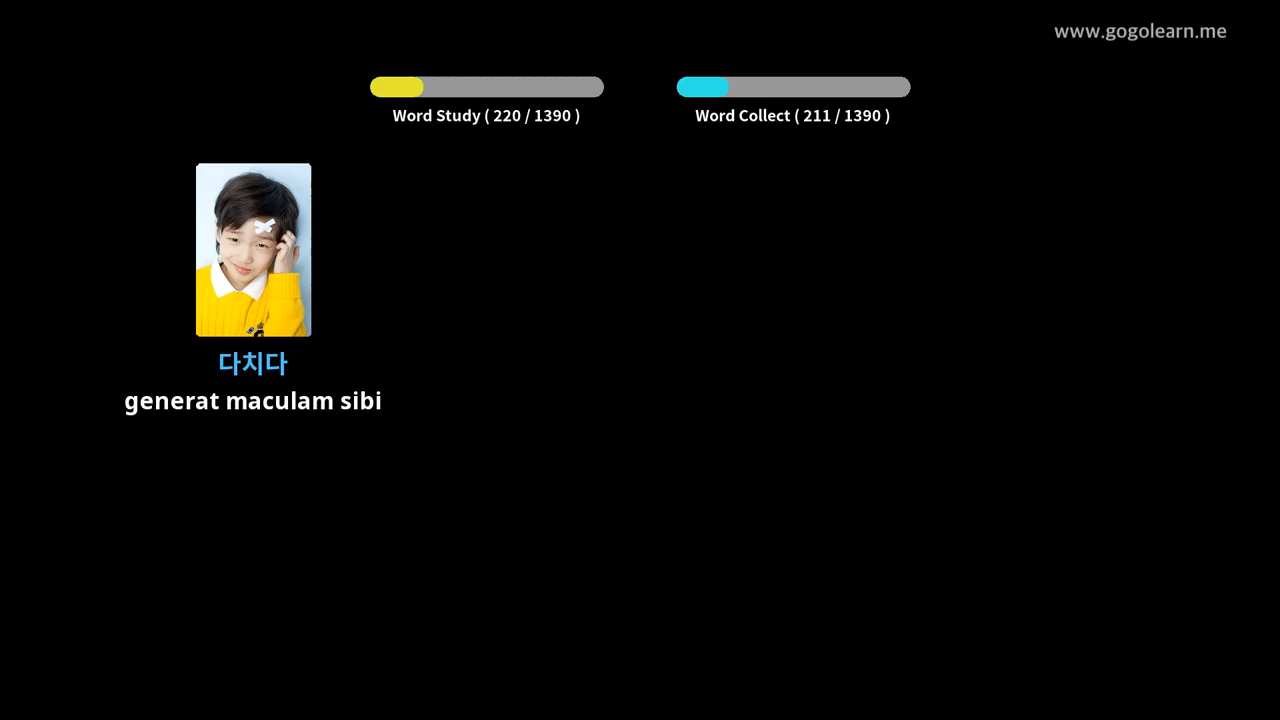 www.gogolearn.me
Word Study ( 220 / 1390 )
Word Collect ( 211 / 1390 )
다치다
generat maculam sibi